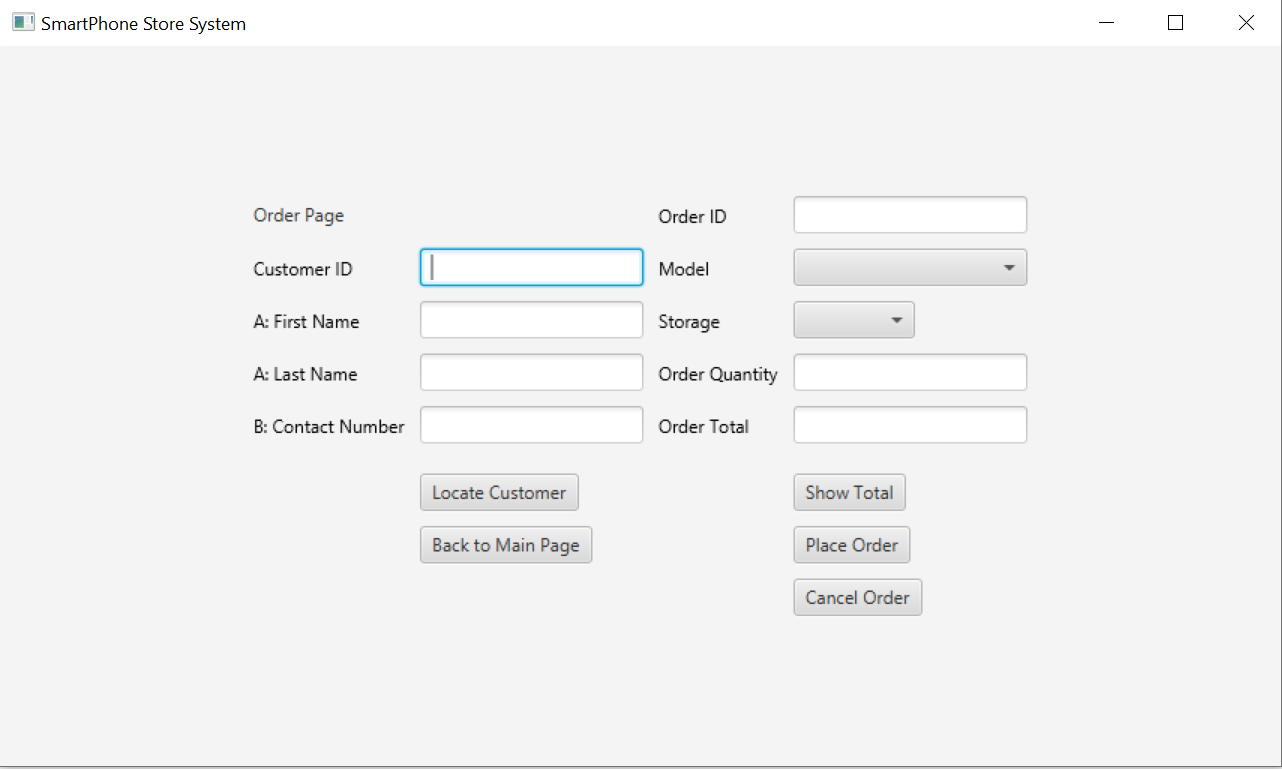 SmartPhone Store System
Order Page
Order ID
Customer ID
Model
A: First Name
Storage
A: Last Name
Order Quantity
B: Contact Number
Order Total
Locate Customer
Show Total
Back to Main Page
Place Order
Cancel Order